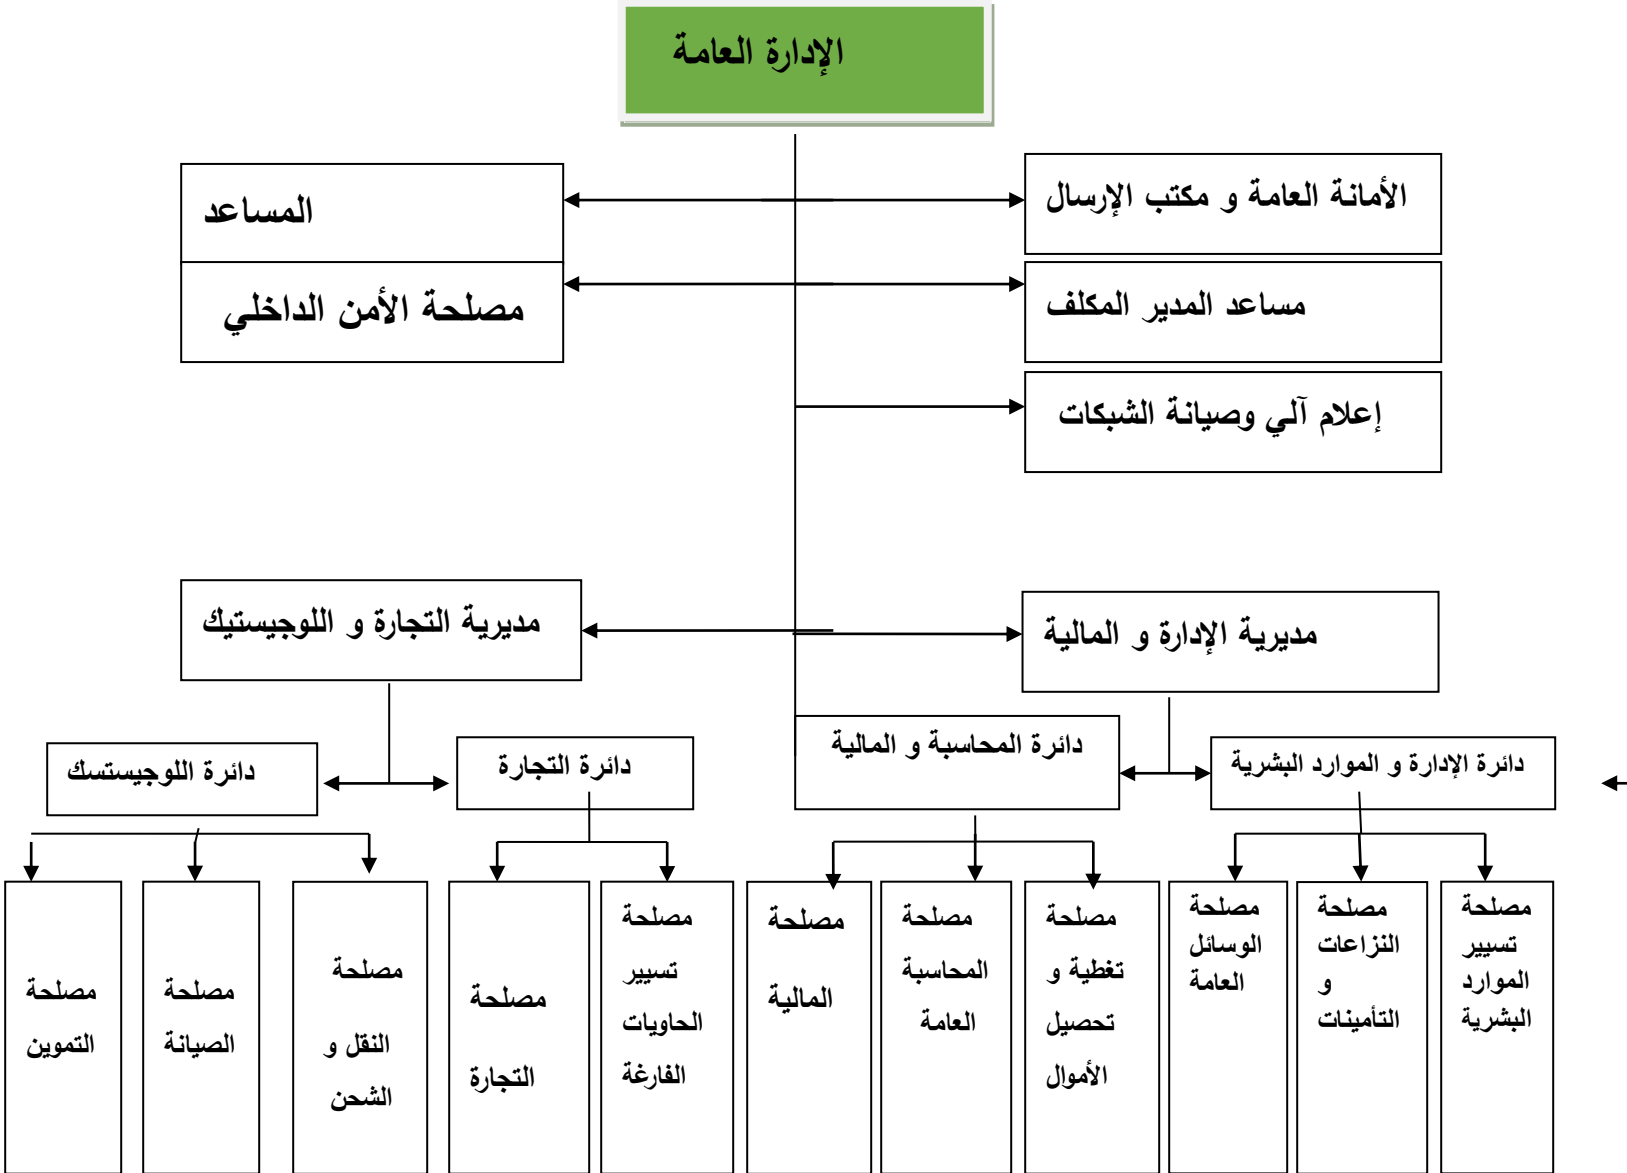 الإدارة العامة
الأمانة العامة و مكتب الإرسال
المساعد
مساعد المدير المكلف
مصلحة الأمن الداخلي
إعلام آلي وصيانة الشبكات
مديرية الإدارة و المالية
مديرية التجارة و اللوجيستيك
دائرة الإدارة و الموارد البشرية
دائرة المحاسبة و المالية
دائرة التجارة
دائرة اللوجيستسك
مصلحة
تسيير
الموارد
البشرية
مصلحة
النزاعات
و
التأمينات
مصلحة
الوسائل
العامة
مصلحة
تغطية و
تحصيل
الأموال
مصلحة
المحاسبة
العامة
مصلحة
المالية
مصلحة
تسيير
الحاويات
الفارغة
مصلحة
التجارة
مصلحة
النقل و
الشحن
مصلحة
الصيانة
مصلحة
التموين